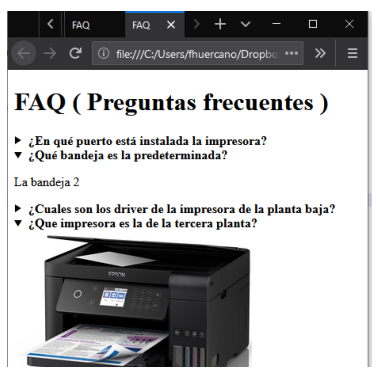 FAQ
FAQ
file:///C:/Users/fhuercano/Dropbo
FAQ ( Preguntas frecuentes )
¿En qué puerto está instalada la impresora?
¿Qué bandeja es la predeterminada?
La bandeja 2
¿Cuales son los driver de la impresora de la planta baja?
¿Que impresora es la de la tercera planta?
EPSON